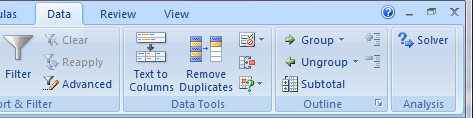 ulas Data Review View
Clear
Reapply
Filter Advanced
Text to Columns
Remove Duplicates
Group
Ungroup
Subtotal
Solver
rt & Filter Data Tools Outline Analysis